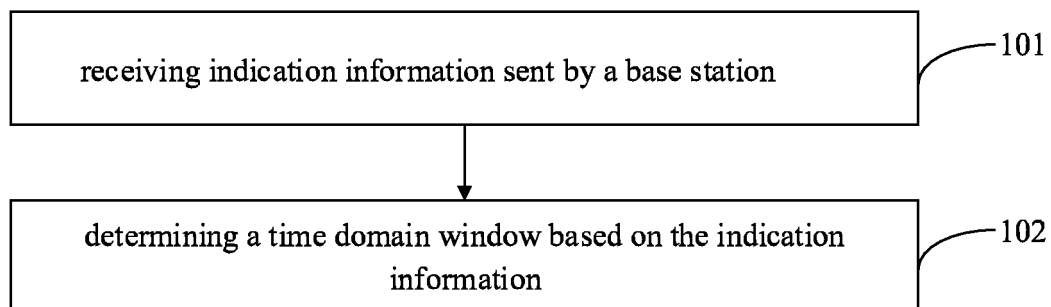 receiving indication information sent by a base station
101
determining a time domain window based on the indication
information
102